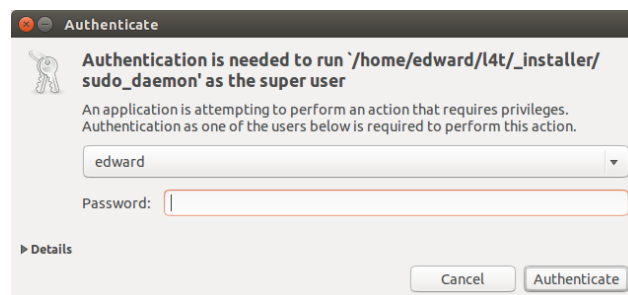 Authenticate
Authentication is needed to run `/home/edward/l4t/_installer/
sudo_daemon' as the super user
An application is attempting to perform an action that requires privileges.
Authentication as one of the users below is required to perform this action.
edward
Password:
Details
Cancel
Authenticate